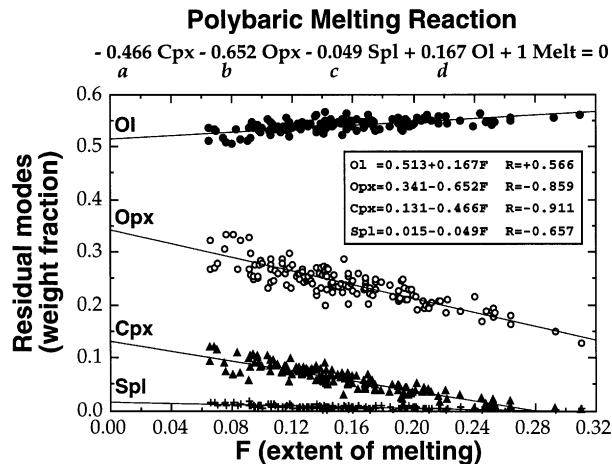 Polybaric Melting Reaction
- 0.466 Cpx - 0.652 Opx - 0.049 Spl + 0.167 Ol + 1 Melt = 0
a b c d
0.6
Ol
0.5
Ol =0.513+0.167F R=+0.566
Opx=0.341-0.652F R=-0.859
Cpx=0.131-0.466F R=-0.911
Spl=0.015-0.049F R=-0.657
0.4
Opx
0.3
0.2
Cpx
0.1
Spl
0.0
0.00 0.04 0.08 0.12 0.16 0.20 0.24 0.28 0.32
F (extent of melting)
Residual modes
(weight fraction)